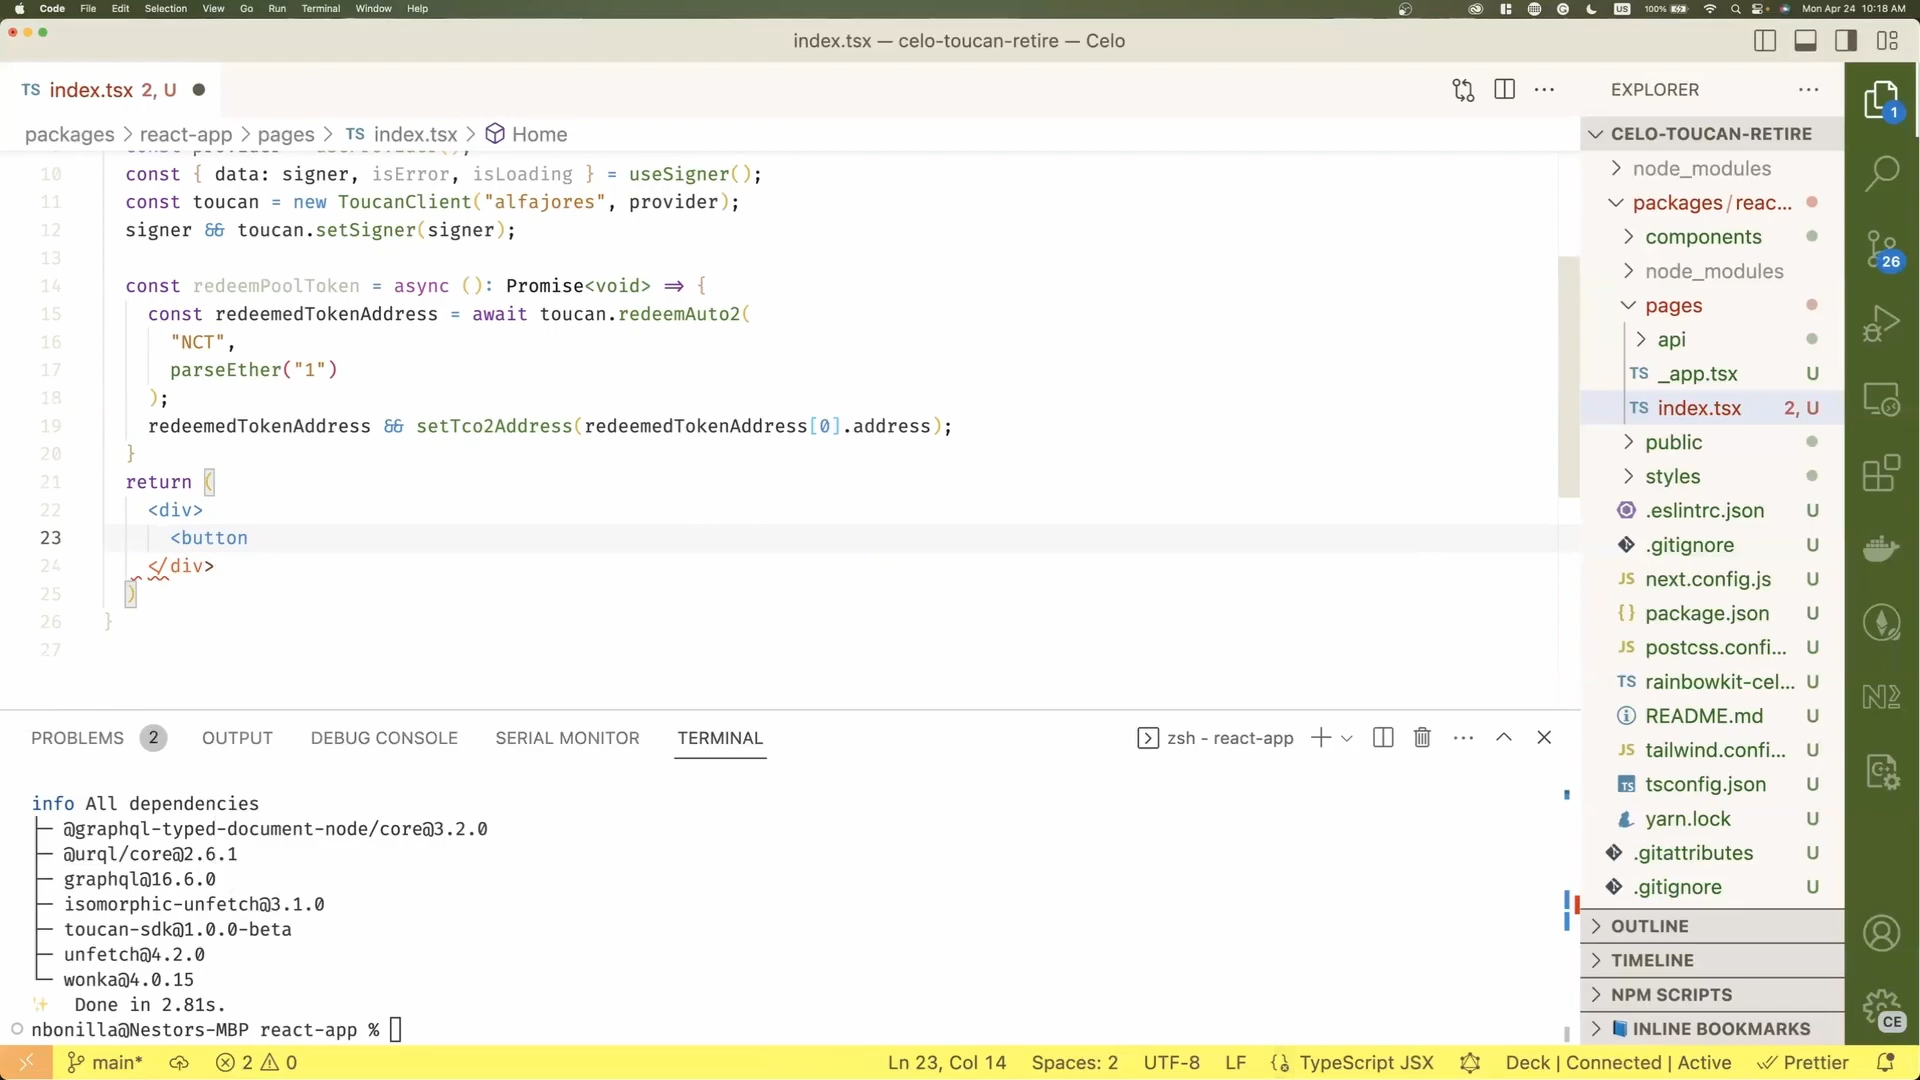 Code File Edit Selection View Go Run Terminal Window Help US 100% Mon Apr 24 10:18 AM
index.tsx — celo-toucan-retire — Celo
TS index.tsx 2, U
packages > react-app > pages > TS index.tsx > Home
10 const { data: signer, isError, isLoading } = useSigner();
11 const toucan = new ToucanClient("alfajores", provider);
12 signer && toucan.setSigner(signer);
13
14 const redeemPoolToken = async (): Promise<void> => {
15 const redeemedTokenAddress = await toucan.redeemAuto2(
16 "NCT",
17 parseEther("1")
18 );
19 redeemedTokenAddress && setTco2Address(redeemedTokenAddress[0].address);
20 }
21 return (
22 <div>
23 <button
24 </div>
25 )
26 }
27
PROBLEMS 2 OUTPUT DEBUG CONSOLE SERIAL MONITOR TERMINAL
zsh - react-app
info All dependencies
├─ @graphql-typed-document-node/core@3.2.0
├─ @urql/core@2.6.1
├─ graphql@16.6.0
├─ isomorphic-unfetch@3.1.0
├─ toucan-sdk@1.0.0-beta
├─ unfetch@4.2.0
└─ wonka@4.0.15
✨ Done in 2.81s.
nbonilla@Nestors-MBP react-app %
EXPLORER
CELO-TOUCAN-RETIRE
node_modules
packages/reac...
components
node_modules
pages
api
TS _app.tsx U
TS index.tsx 2, U
public
styles
.eslintrc.json U
.gitignore U
JS next.config.js U
{} package.json U
JS postcss.confi... U
TS rainbowkit-cel... U
README.md U
JS tailwind.confi... U
TS tsconfig.json U
yarn.lock U
.gitattributes U
.gitignore U
OUTLINE
TIMELINE
NPM SCRIPTS
INLINE BOOKMARKS
1
26
CE
main* 2 0 Ln 23, Col 14 Spaces: 2 UTF-8 LF TypeScript JSX Deck | Connected | Active Prettier